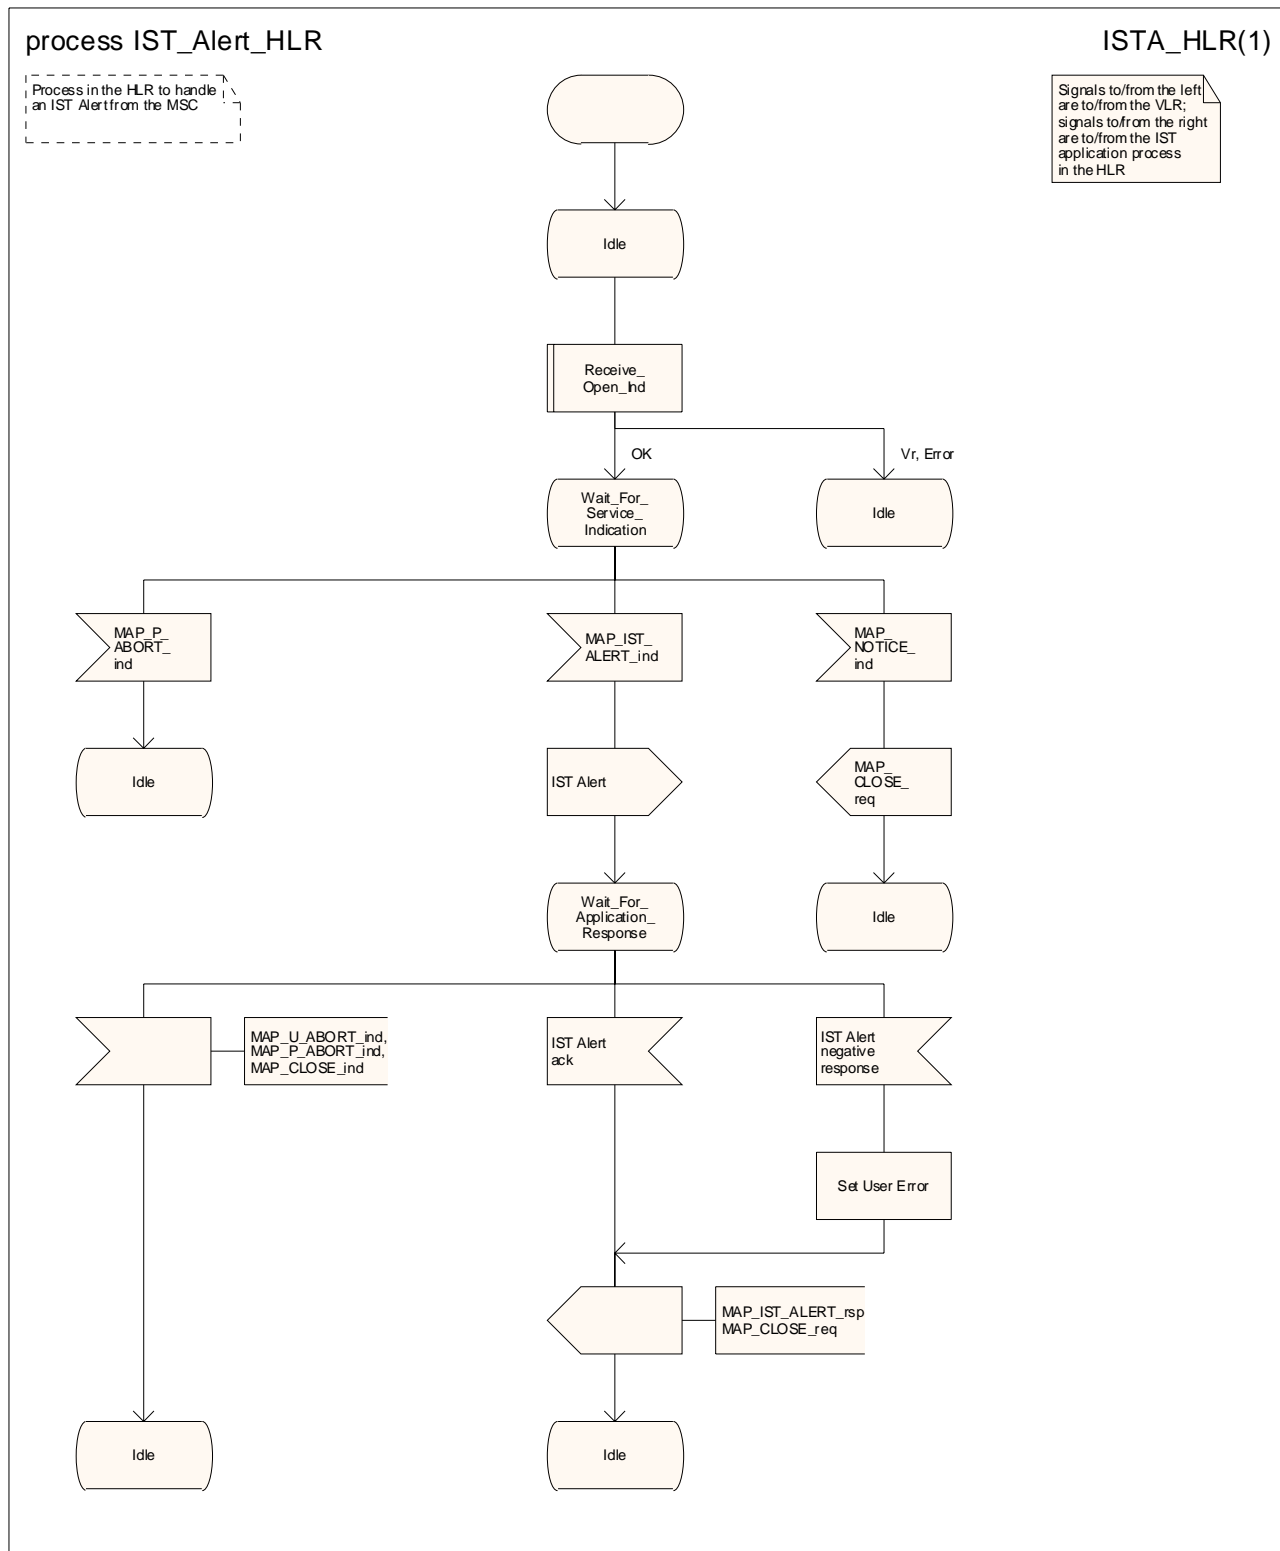 process IST_Alert_HLR
ISTA_HLR(1)
Process in the HLR to handle
an IST Alert from the MSC
Signals to/from the left
are to/from the VLR;
signals to/from the right
are to/from the IST
application process
in the HLR
Idle
Receive_
Open_Ind
OK
Vr, Error
Wait_For_
Service_
Indication
Idle
MAP_P_
ABORT_
ind
MAP_IST_
ALERT_ind
MAP_
NOTICE_
ind
Idle
IST Alert
MAP_
CLOSE_
req
Wait_For_
Application_
Response
Idle
MAP_U_ABORT_ind,
MAP_P_ABORT_ind,
MAP_CLOSE_ind
IST Alert
ack
IST Alert
negative
response
Set User Error
MAP_IST_ALERT_rsp
MAP_CLOSE_req
Idle
Idle